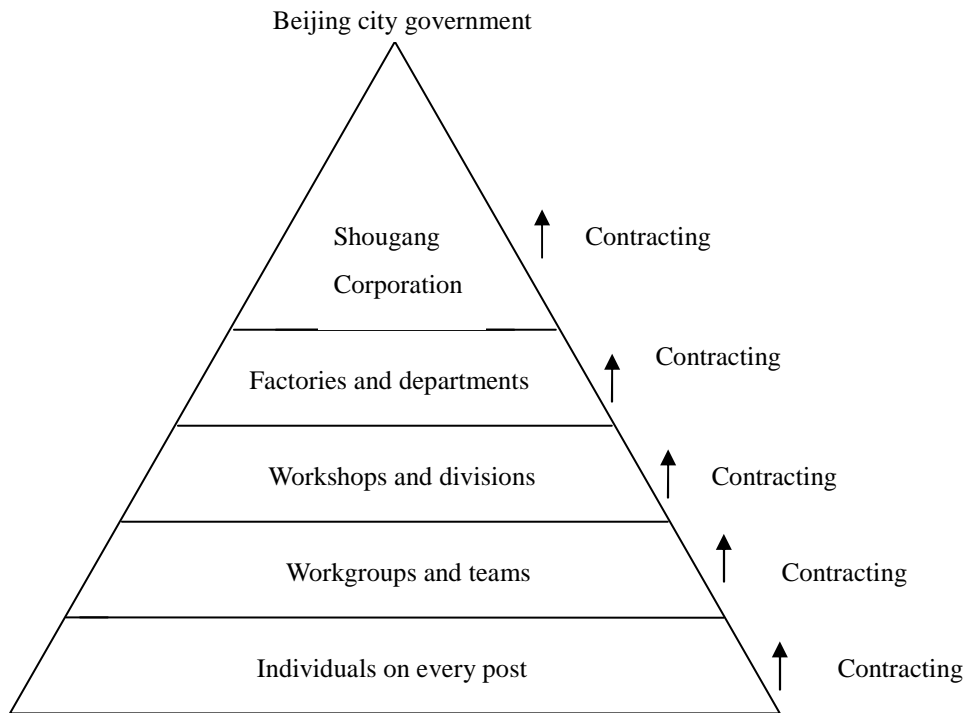 Beijing city government
Shougang
Contracting
Corporation
Contracting
Factories and departments
Workshops and divisions
Contracting
Workgroups and teams
Contracting
Individuals on every post
Contracting